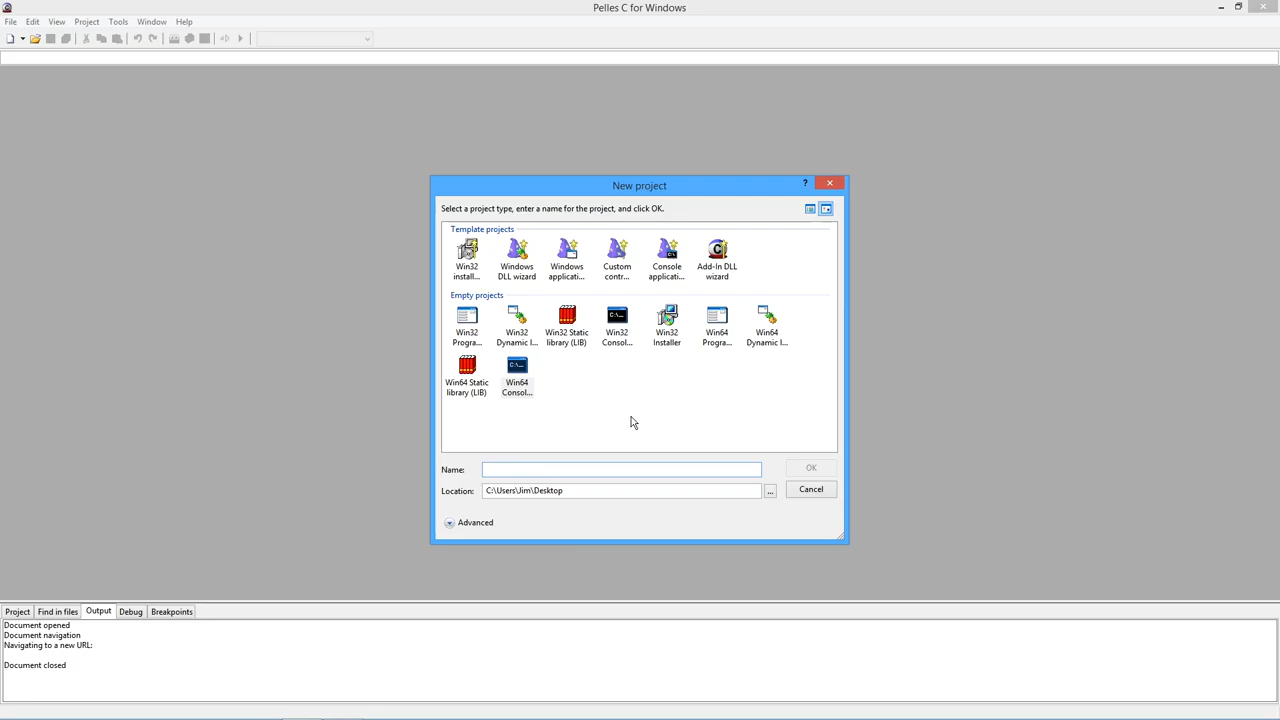 Pelles C for Windows
File Edit View Project Tools Window Help
New project
?
Select a project type, enter a name for the project, and click OK.
Template projects
Win32 install...
Windows DLL wizard
Windows applicati...
Custom contr...
Console applicati...
Add-In DLL wizard
Empty projects
Win32 Progra...
Win32 Dynamic l...
Win32 Static library (LIB)
Win32 Consol...
Win32 Installer
Win64 Progra...
Win64 Dynamic l...
Win64 Static library (LIB)
Win64 Consol...
Name:
OK
Location: C:\Users\Jim\Desktop ... Cancel
Advanced
Project Find in files Output Debug Breakpoints
Document opened
Document navigation
Navigating to a new URL:
Document closed